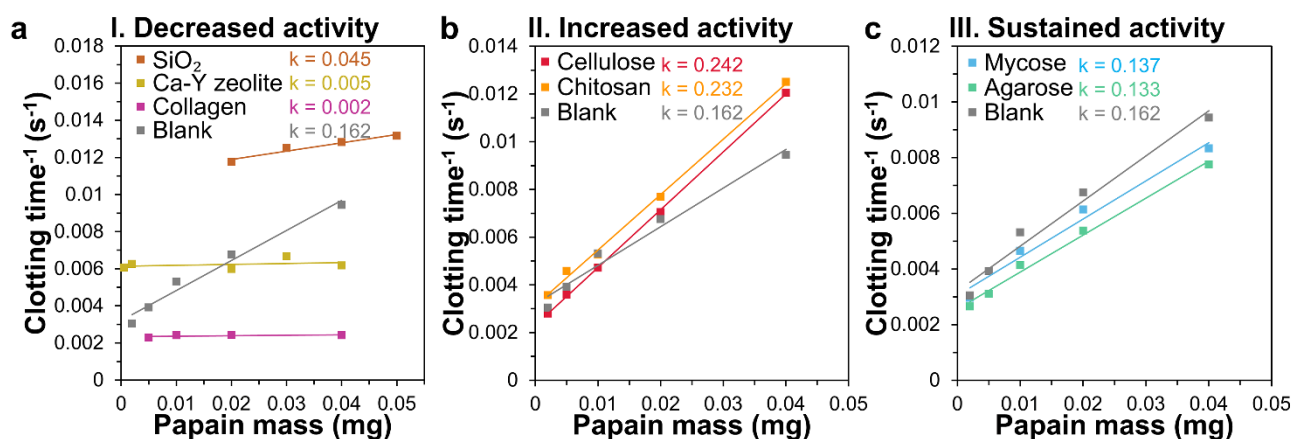 a I. Decreased activity
0.018
0.016
0.014
0.012
0.01
0.008
0.006
0.004
0.002
0
SiO₂ k = 0.045
Ca-Y zeolite k = 0.005
Collagen k = 0.002
Blank k = 0.162
Clotting time⁻¹ (s⁻¹)
0 0.01 0.02 0.03 0.04 0.05
Papain mass (mg)
b II. Increased activity
0.014
0.012
0.01
0.008
0.006
0.004
0.002
0
Cellulose k = 0.242
Chitosan k = 0.232
Blank k = 0.162
Clotting time⁻¹ (s⁻¹)
0 0.01 0.02 0.03 0.04 0.05
Papain mass (mg)
c III. Sustained activity
0.012
0.01
0.008
0.006
0.004
0.002
0
Mycose k = 0.137
Agarose k = 0.133
Blank k = 0.162
Clotting time⁻¹ (s⁻¹)
0 0.01 0.02 0.03 0.04 0.05
Papain mass (mg)